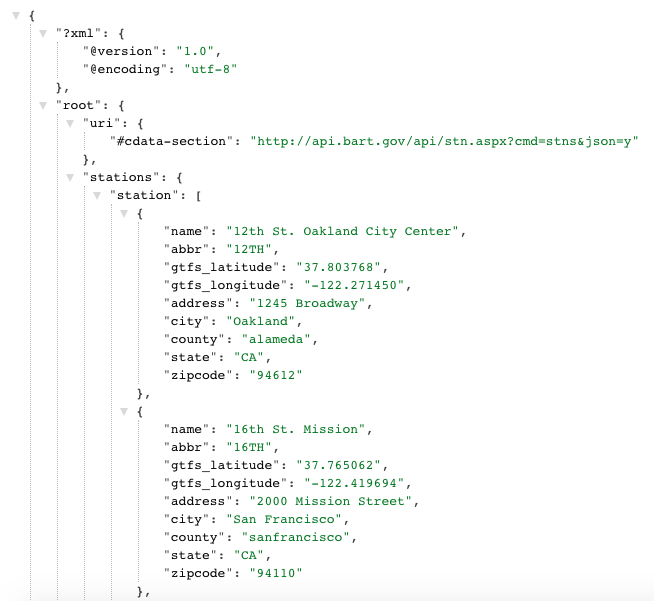 {
"?xml": {
"@version": "1.0",
"@encoding": "utf-8"
},
"root": {
"uri": {
"#cdata-section": "http://api.bart.gov/api/stn.aspx?cmd=stns&json=y"
},
"stations": {
"station": [
{
"name": "12th St. Oakland City Center",
"abbr": "12TH",
"gtfs_latitude": "37.803768",
"gtfs_longitude": "-122.271450",
"address": "1245 Broadway",
"city": "Oakland",
"county": "alameda",
"state": "CA",
"zipcode": "94612"
},
{
"name": "16th St. Mission",
"abbr": "16TH",
"gtfs_latitude": "37.765062",
"gtfs_longitude": "-122.419694",
"address": "2000 Mission Street",
"city": "San Francisco",
"county": "sanfrancisco",
"state": "CA",
"zipcode": "94110"
},